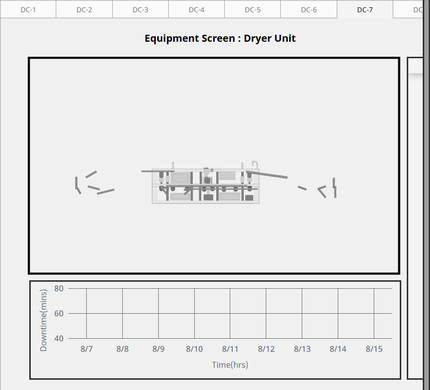 DC-1 DC-2 DC-3 DC-4 DC-5 DC-6 DC-7 DC
Equipment Screen : Dryer Unit
Downtime(mins)
80
60
40
8/7 8/8 8/9 8/10 8/11 8/12 8/13 8/14 8/15
Time(hrs)